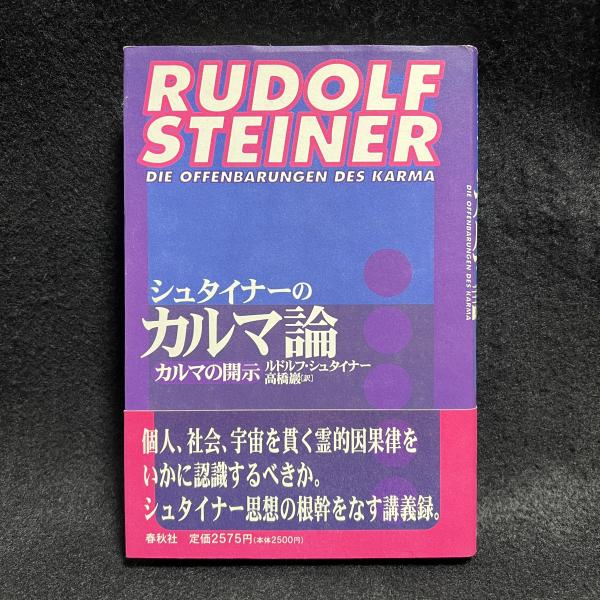 RUDOLF
STEINER
DIE OFFENBARUNGEN DES KARMA
シュタイナーの
カルマ論
カルマの開示
ルドルフ・シュタイナー
高橋巖[訳]
個人、社会、宇宙を貫く霊的因果律を
いかに認識するべきか。
シュタイナー思想の根幹をなす講義録。
春秋社 定価2575円(本体2500円)
DIE OFFENBARUNGEN DES KARMA